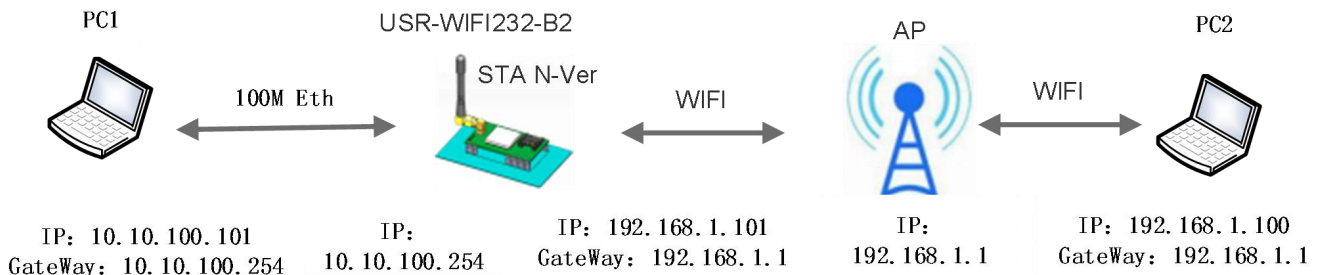 PC1
USR-WIFI232-B2
AP
PC2
STA N-Ver
100M Eth
WIFI
WIFI
IP：10.10.100.101
GateWay：10.10.100.254
IP：
10.10.100.254
IP：192.168.1.101
GateWay：192.168.1.1
IP：
192.168.1.1
IP：192.168.1.100
GateWay：192.168.1.1